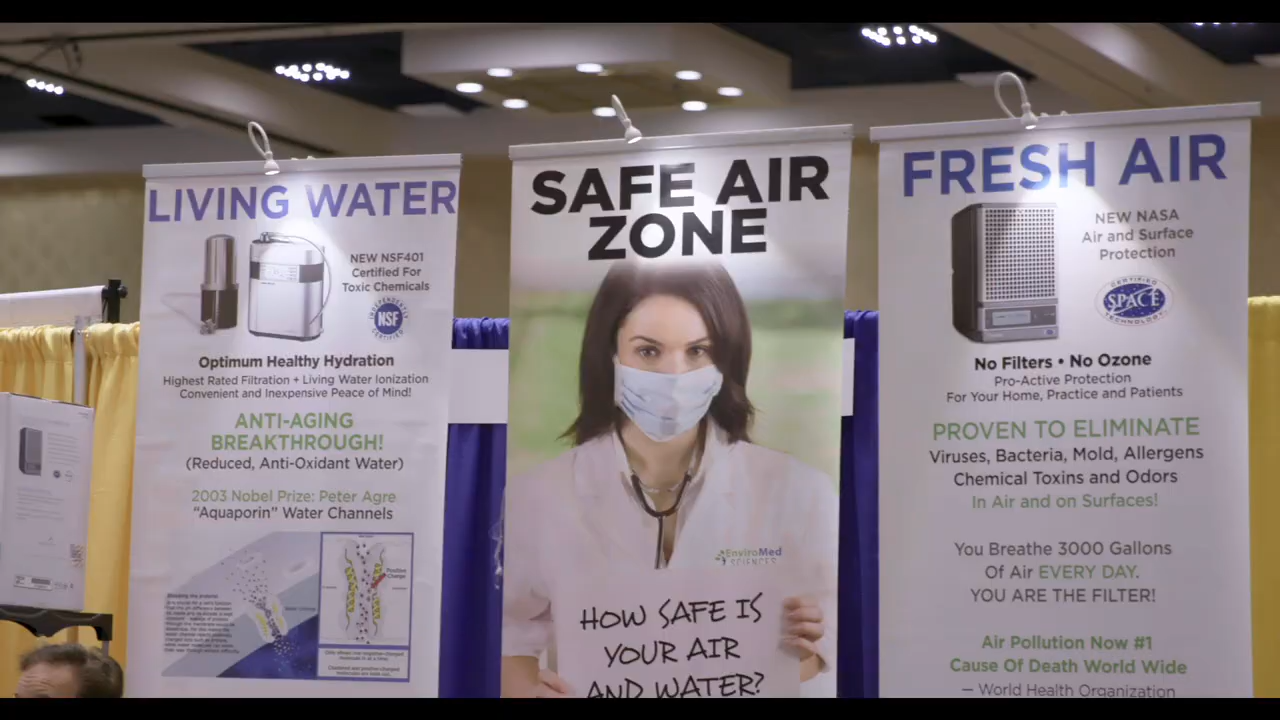 LIVING WATER
NEW NSF401
Certified For
Toxic Chemicals
NSF
Optimum Healthy Hydration
Highest Rated Filtration + Living Water Ionization
Convenient and Inexpensive Peace of Mind!
ANTI-AGING
BREAKTHROUGH!
(Reduced, Anti-Oxidant Water)
2003 Nobel Prize: Peter Agre
"Aquaporin" Water Channels
Positive
Charge
SAFE AIR
ZONE
EnviroMed
SCIENCES
HOW SAFE IS
YOUR AIR
AND WATER?
FRESH AIR
NEW NASA
Air and Surface
Protection
CERTIFIED
SPACE
TECHNOLOGY
No Filters • No Ozone
Pro-Active Protection
For Your Home, Practice and Patients
PROVEN TO ELIMINATE
Viruses, Bacteria, Mold, Allergens
Chemical Toxins and Odors
In Air and on Surfaces!
You Breathe 3000 Gallons
Of Air EVERY DAY.
YOU ARE THE FILTER!
Air Pollution Now #1
Cause Of Death World Wide
— World Health Organization